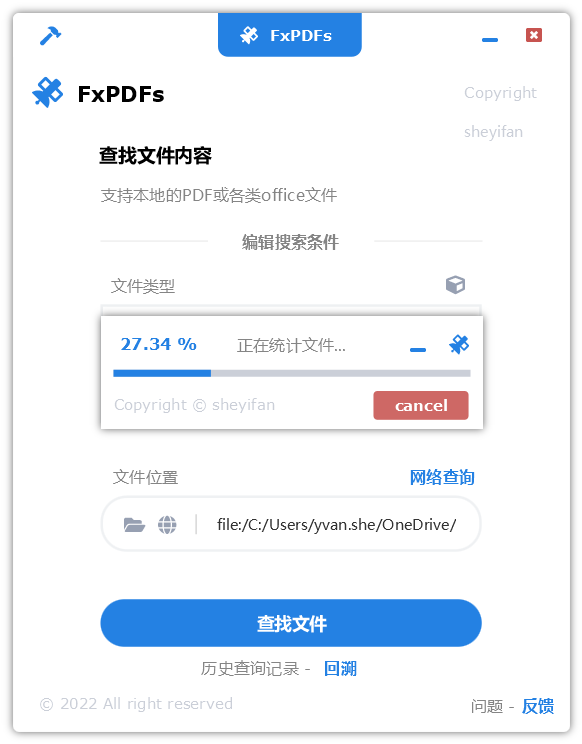 FxPDFs
FxPDFs
Copyright
sheyifan
查找文件内容
支持本地的PDF或各类office文件
编辑搜索条件
文件类型
27.34 %
正在统计文件...
Copyright © sheyifan
cancel
文件位置
网络查询
file:/C:/Users/yvan.she/OneDrive/
查找文件
历史查询记录 - 回溯
© 2022 All right reserved
问题 - 反馈